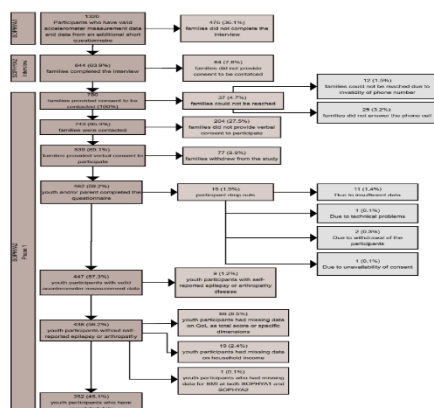 SOPHYA1
1320
Participants who have valid
accelerometer measurement data
and data from an additional short
questionnaire
476 (36.1%)
families did not complete the
interview
SOPHYA2
Interview
844 (63.9%)
families completed the interview
64 (7.6%)
families did not provide
consent to be contacted
780
families provided consent to
be contacted (100%)
37 (4.7%)
families could not be reached
12 (1.5%)
families could not be reached due to
invalidity of phone number
25 (3.2%)
families did not answer the phone call
743 (95.3%)
families were contacted
204 (27.5%)
families did not provide verbal
consent to participate
families provided verbal consent to
participate
77 (9.9%)
families withdrew from the study
SOPHYA2
Phase 1
462 (59.2%)
youth and/or parent completed the
questionnaire
15 (1.9%)
participant drop outs
11 (1.4%)
Due to insufficient data
1 (0.1%)
Due to technical problems
2 (0.3%)
Due to withdrawal of the
participants
1 (0.1%)
Due to unavailability of consent
447 (57.3%)
youth participants with valid
accelerometer measurement data
9 (1.2%)
youth participants with self-
reported epilepsy or arthropathy
disease
438 (56.2%)
youth participants without self-
reported epilepsy or arthropathy
youth participants had missing data
on QoL as total score or specific
dimensions
19 (2.4%)
youth participants had missing data
on household income
1 (0.1%)
youth participants who had missing
data for BMI at both SOPHYA1 and
SOPHYA2
352 (45.1%)
youth participants who have